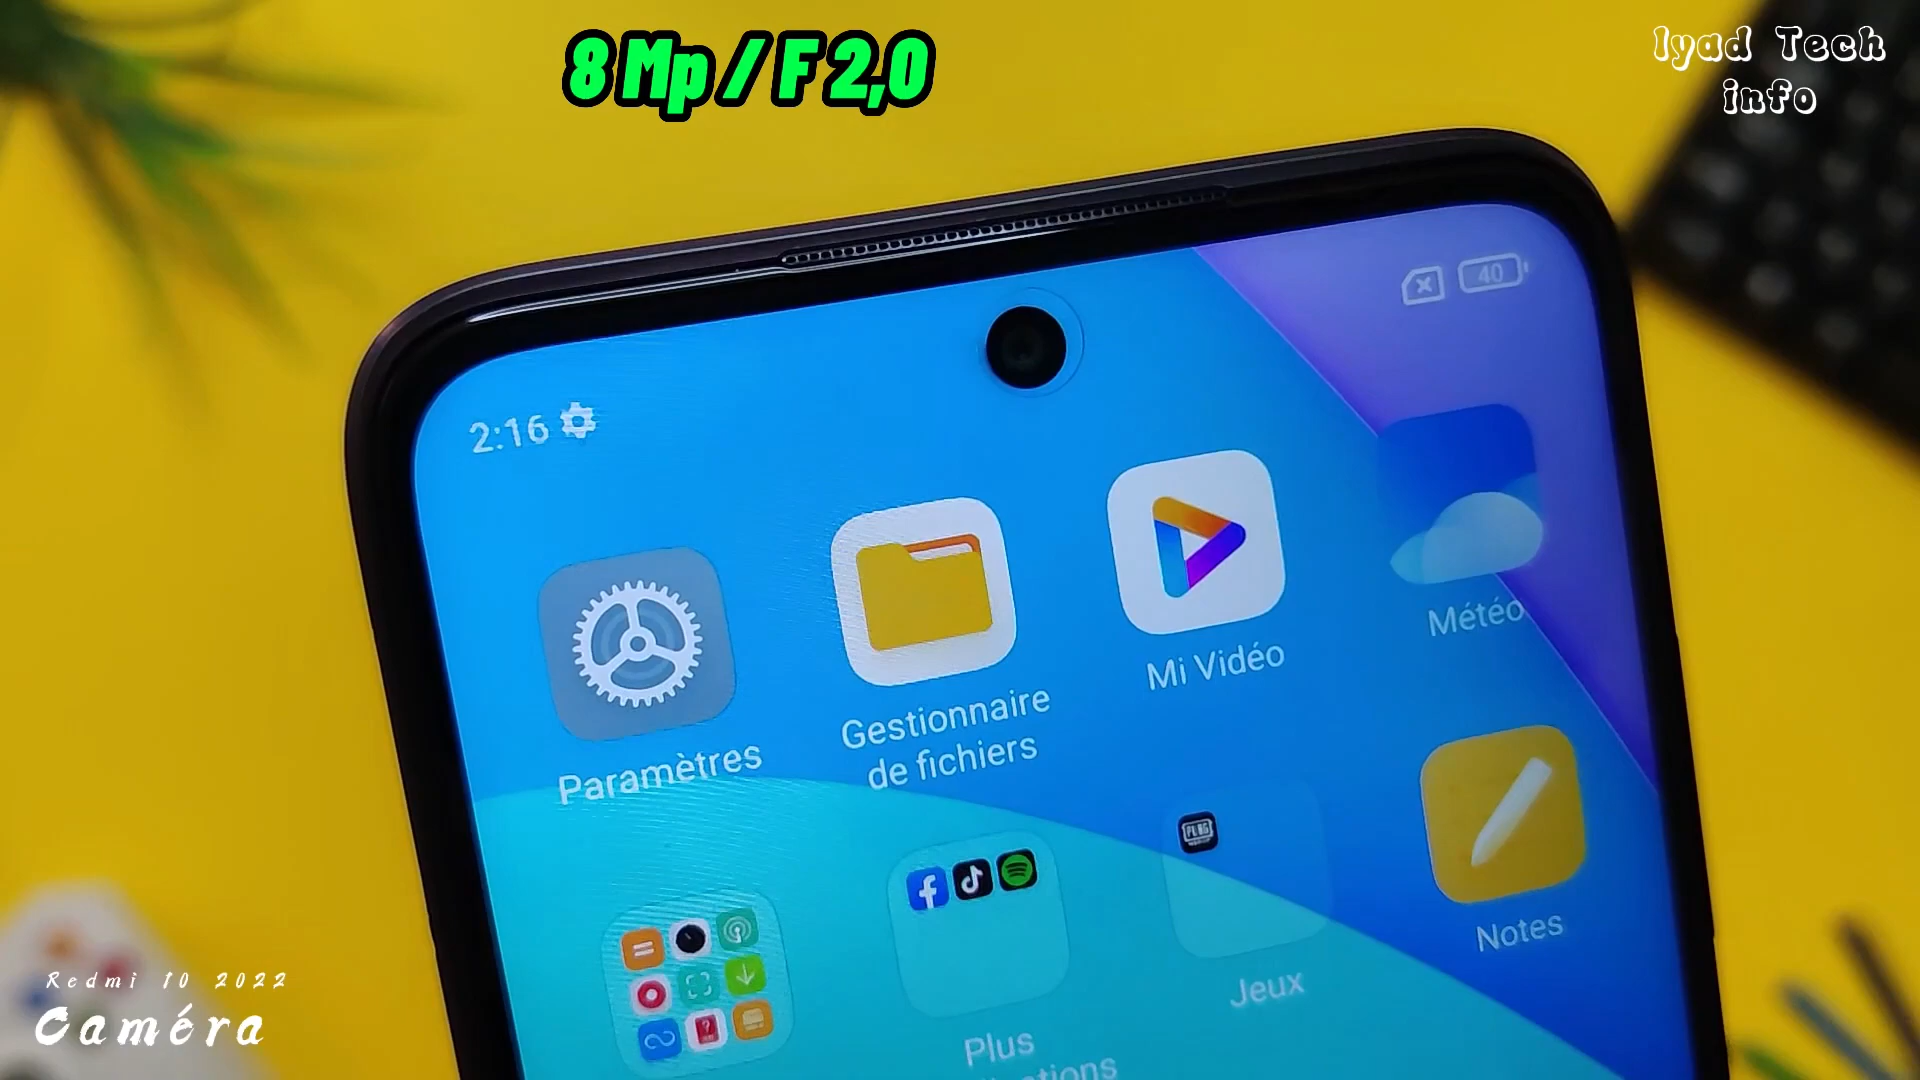 8 Mp / F 2,0
Iyad Tech
info
40
2:16
Paramètres
Gestionnaire
de fichiers
Mi Vidéo
Météo
PUBG
Notes
Jeux
Plus
Redmi 10 2022
Caméra